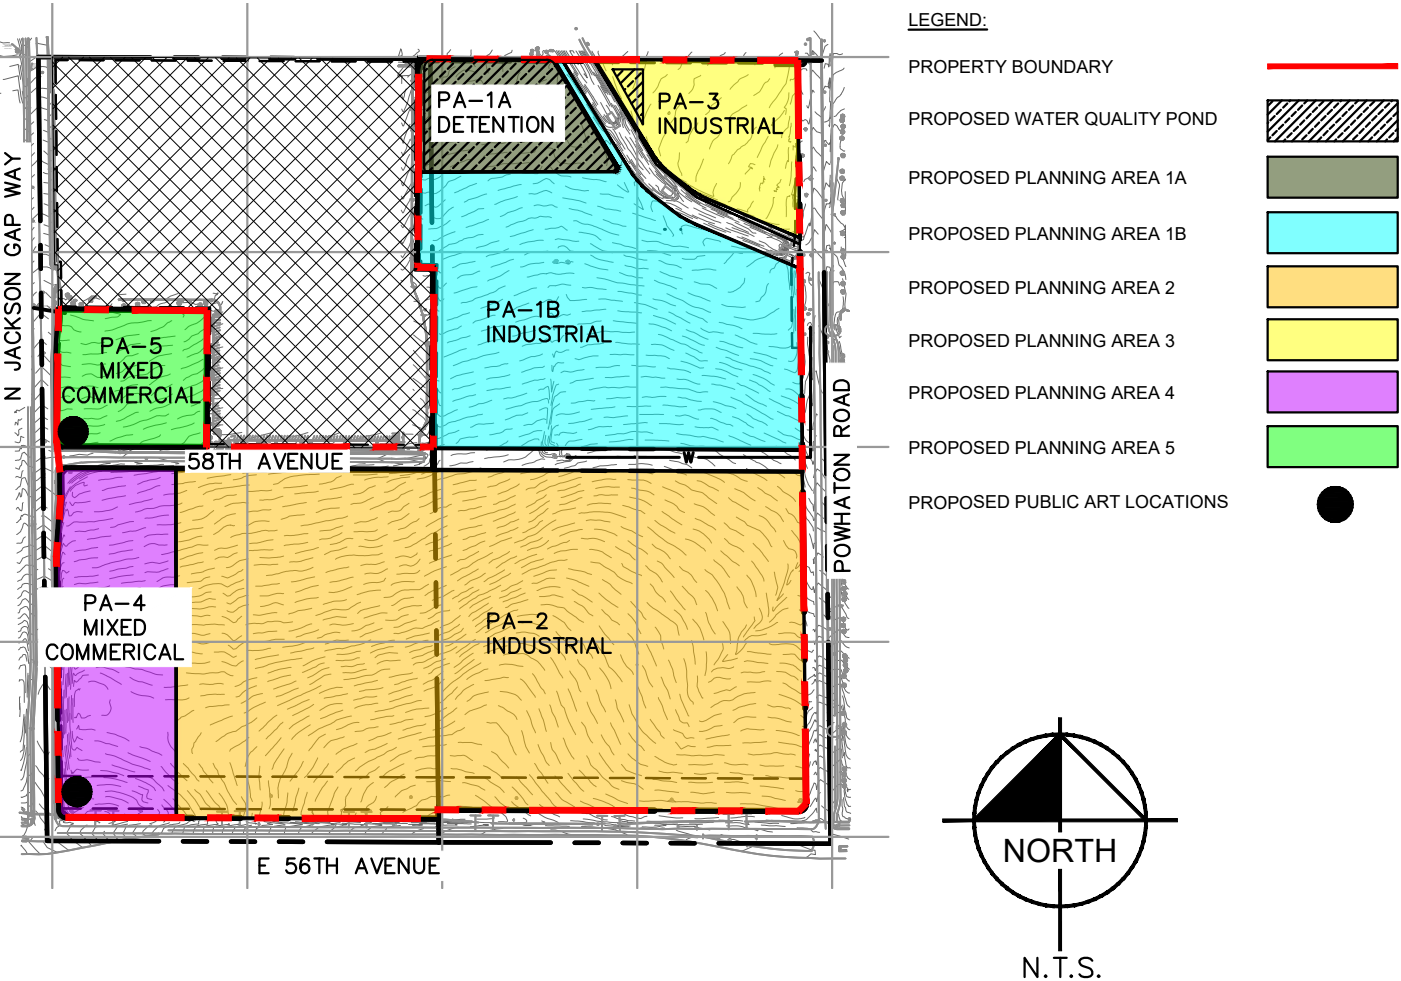 LEGEND:
PROPERTY BOUNDARY
PROPOSED WATER QUALITY POND
PROPOSED PLANNING AREA 1A
PROPOSED PLANNING AREA 1B
PROPOSED PLANNING AREA 2
PROPOSED PLANNING AREA 3
PROPOSED PLANNING AREA 4
PROPOSED PLANNING AREA 5
PROPOSED PUBLIC ART LOCATIONS
PA-1A
DETENTION
PA-3
INDUSTRIAL
N JACKSON GAP WAY
PA-1B
INDUSTRIAL
PA-5
MIXED
COMMERCIAL
58TH AVENUE
W
POWHATON ROAD
PA-4
MIXED
COMMERICAL
PA-2
INDUSTRIAL
E 56TH AVENUE
NORTH
N.T.S.